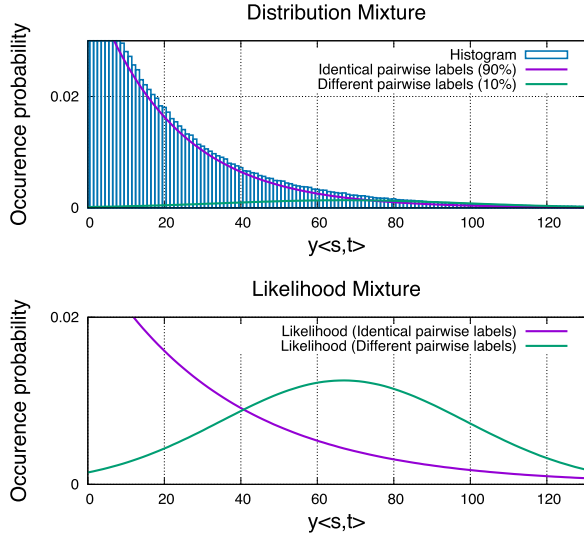 Distribution Mixture
Occurence probability
0.02
0
Histogram
Identical pairwise labels (90%)
Different pairwise labels (10%)
0 20 40 60 80 100 120
y<s,t>
Likelihood Mixture
Occurence probability
0.02
0
Likelihood (Identical pairwise labels)
Likelihood (Different pairwise labels)
0 20 40 60 80 100 120
y<s,t>